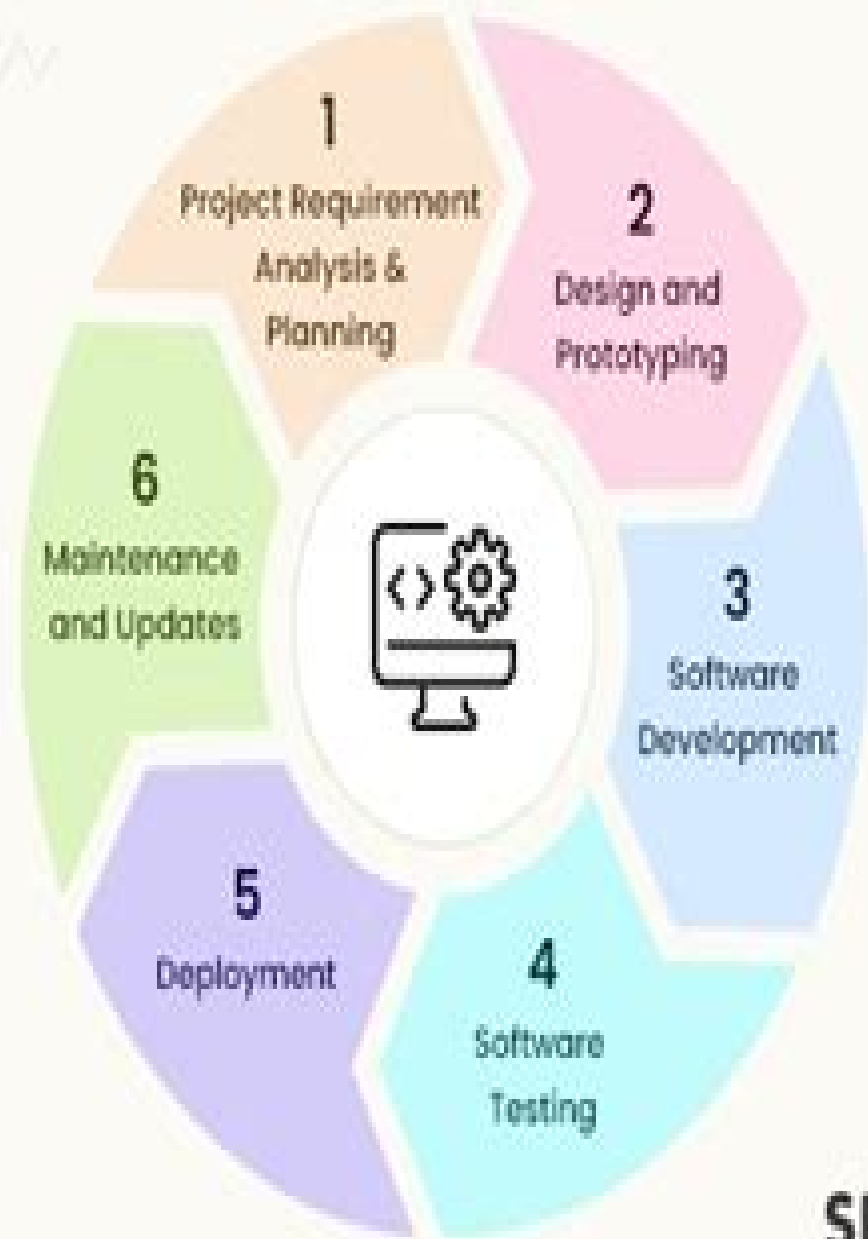 1
Project Requirement
Analysis &
Planning
2
Design and
Prototyping
3
Software
Development
4
Software
Testing
5
Deployment
6
Maintenance
and Updates